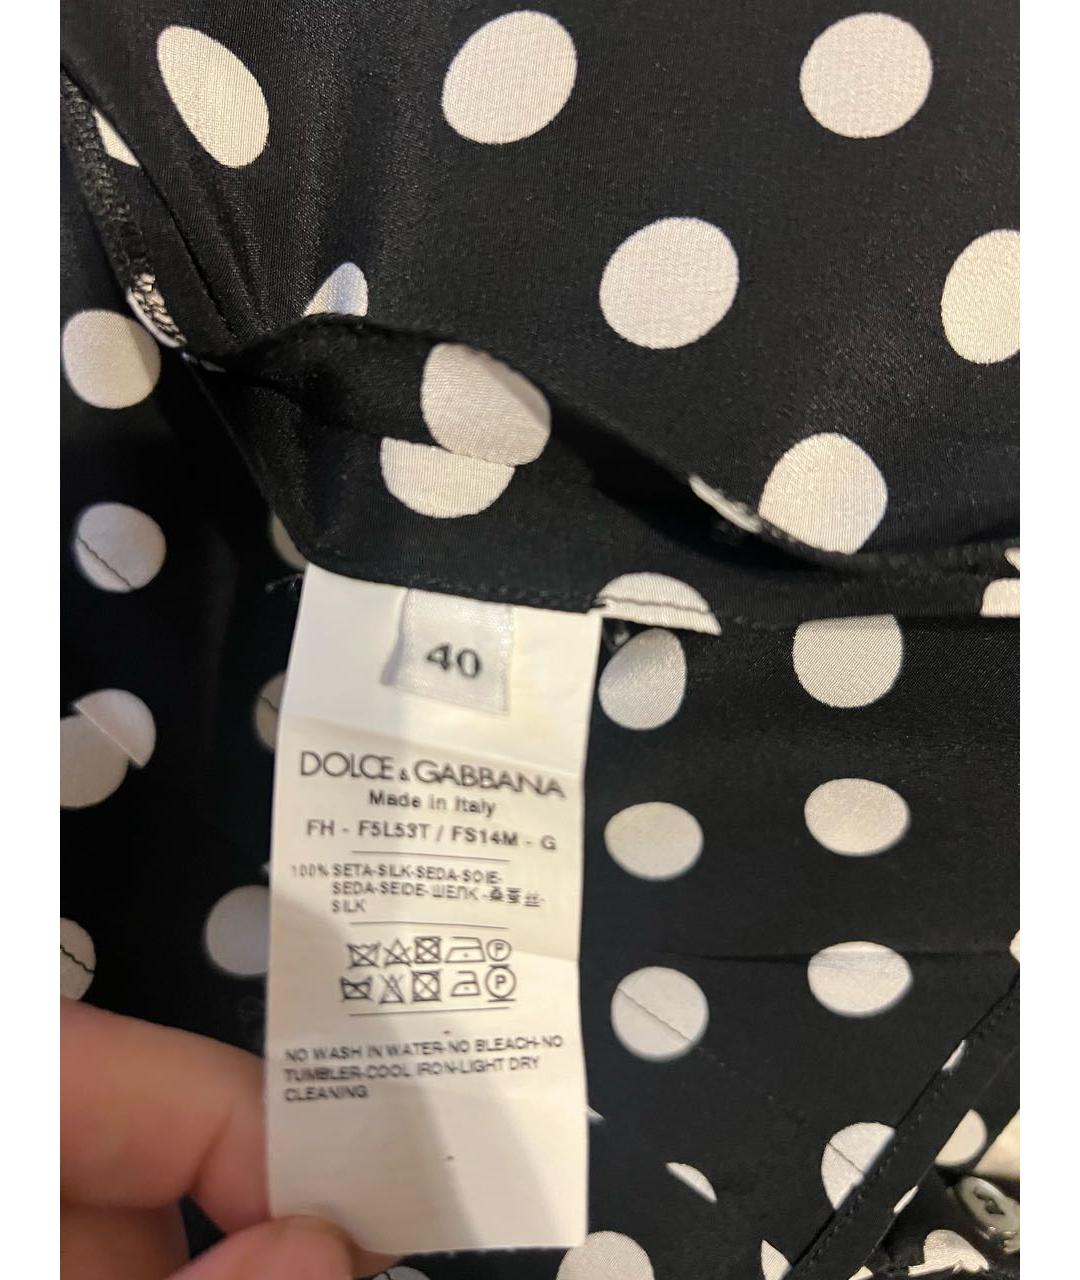 40
DOLCE & GABBANA
Made in Italy
FH - F5L53T / FS14M - G
100% SETA-SILK-SEDA-SOIE-
SEDA-SEIDE-ШЕЛК-桑蚕丝-
SILK
P
P
NO WASH IN WATER-NO BLEACH-NO
TUMBLER-COOL IRON-LIGHT DRY
CLEANING